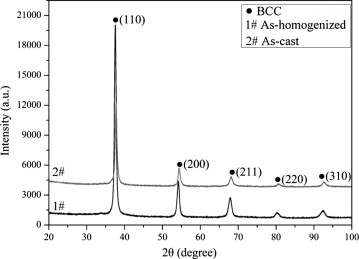 21000
18000
15000
12000
9000
6000
3000
0
Intensity (a.u.)
● BCC
1# As-homogenized
2# As-cast
●(110)
●(200)
●(211)
●(220)
●(310)
2#
1#
20 30 40 50 60 70 80 90 100
2θ (degree)